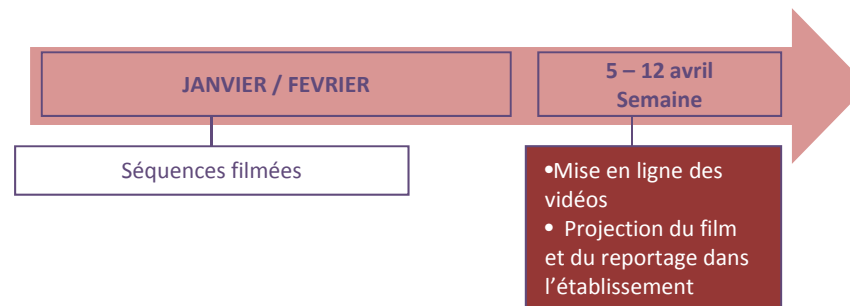 JANVIER / FEVRIER
5 – 12 avril
Semaine
Séquences filmées
•Mise en ligne des
vidéos
• Projection du film
et du reportage dans
l’établissement